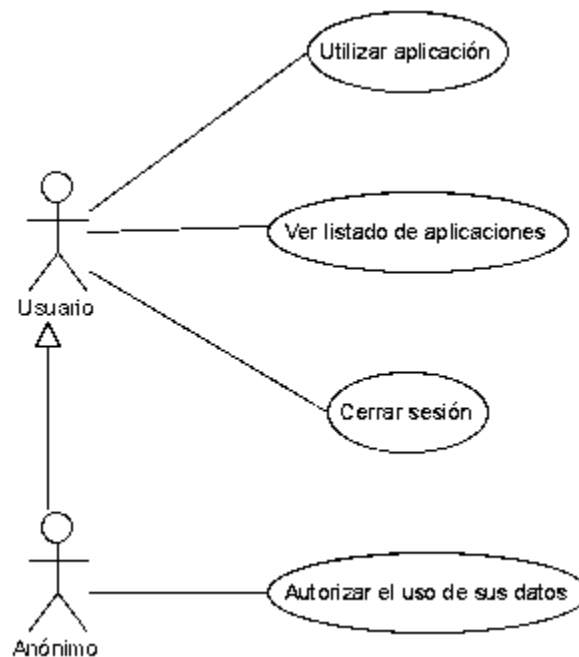 Utilizar aplicación
Ver listado de aplicaciones
Usuario
Cerrar sesión
Autorizar el uso de sus datos
Anónimo